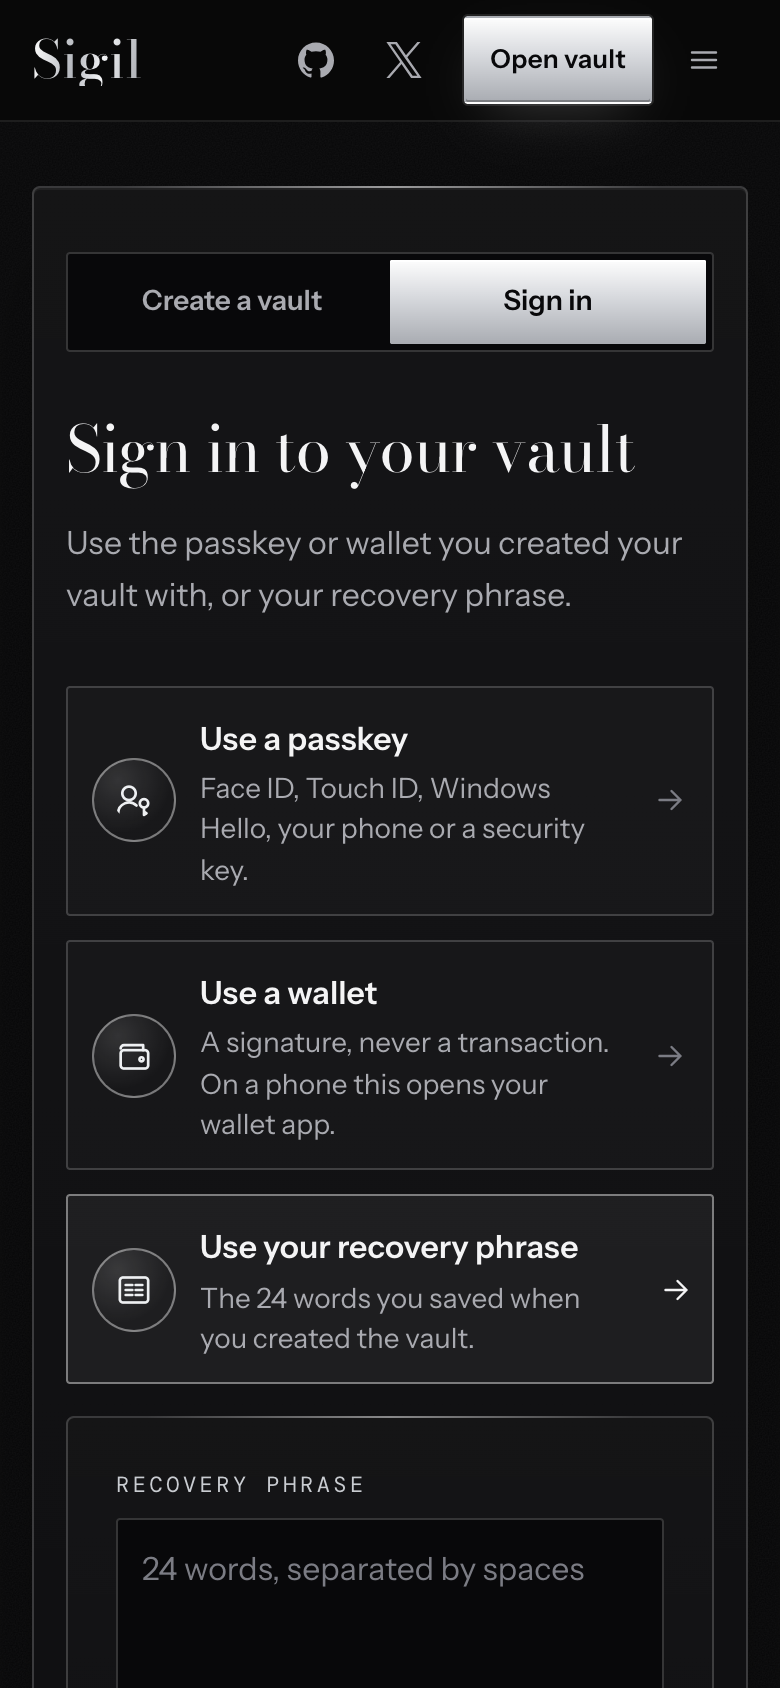 Sigil
Open vault
Create a vault
Sign in
Sign in to your vault
Use the passkey or wallet you created your
vault with, or your recovery phrase.
Use a passkey
Face ID, Touch ID, Windows
Hello, your phone or a security
key.
Use a wallet
A signature, never a transaction.
On a phone this opens your
wallet app.
Use your recovery phrase
The 24 words you saved when
you created the vault.
RECOVERY PHRASE
24 words, separated by spaces